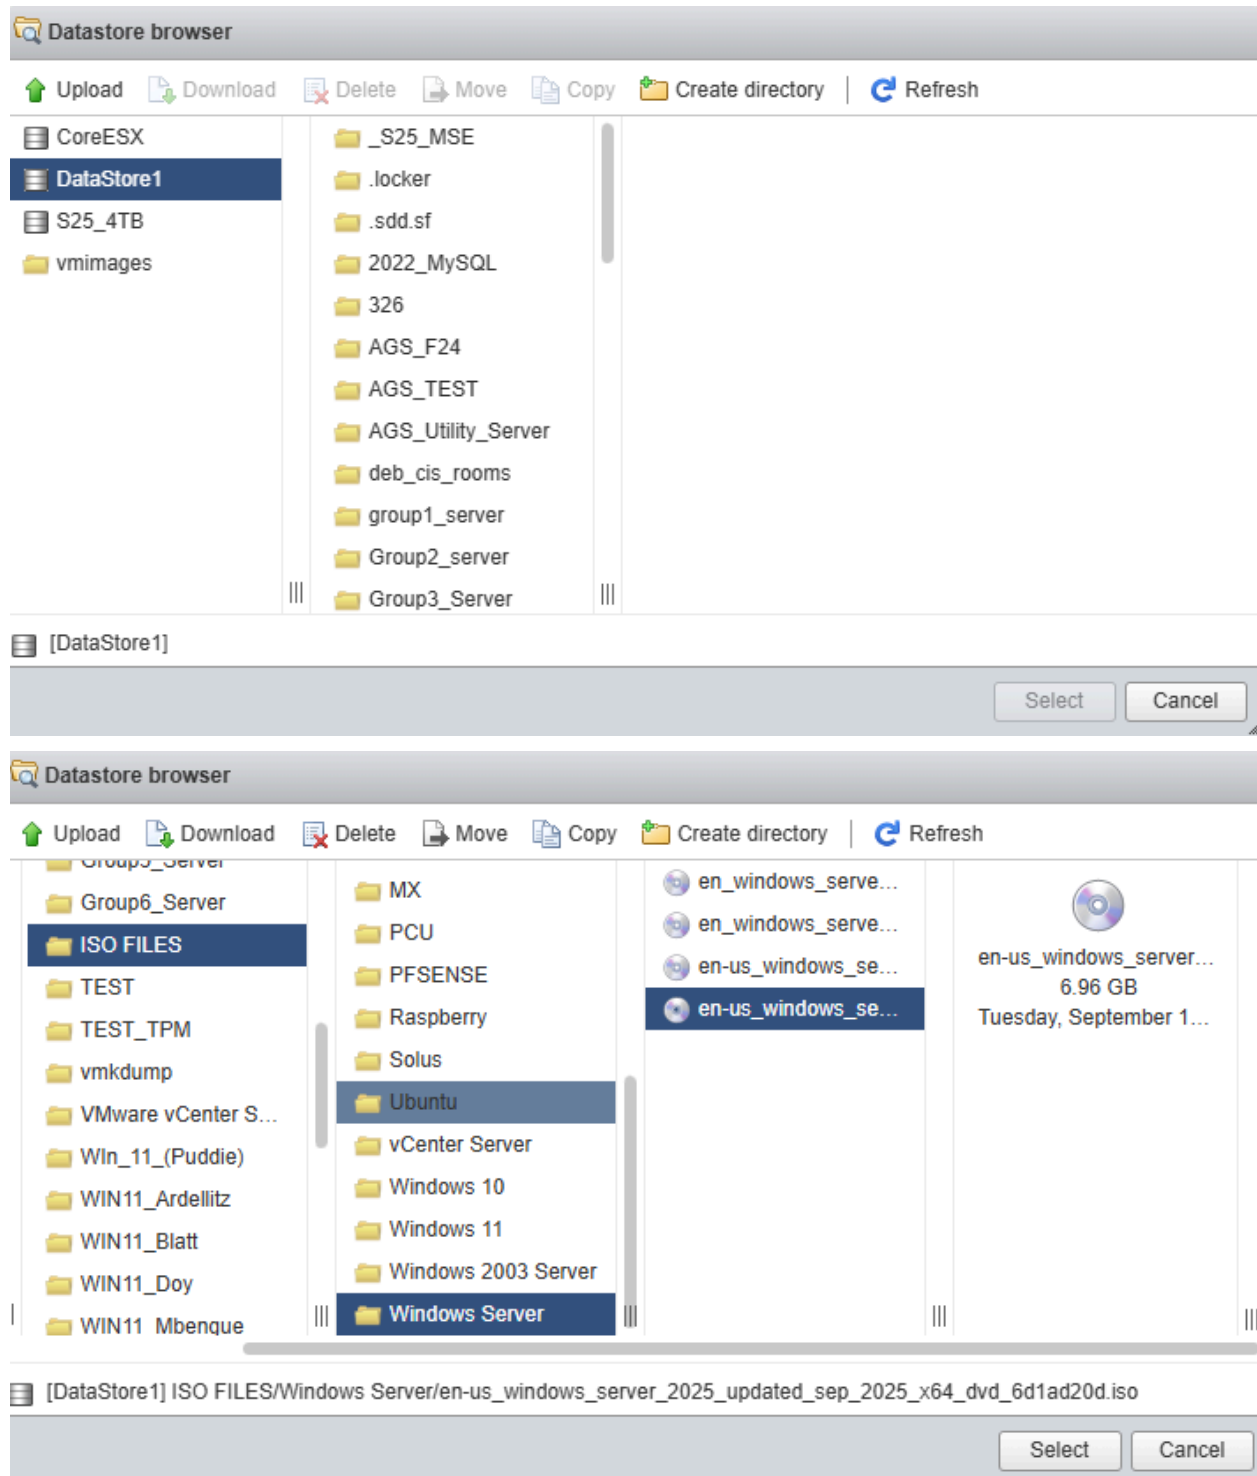 Datastore browser
Upload Download Delete Move Copy Create directory Refresh
CoreESX
DataStore1
S25_4TB
vmimages
_S25_MSE
.locker
.sdd.sf
2022_MySQL
326
AGS_F24
AGS_TEST
AGS_Utility_Server
deb_cis_rooms
group1_server
Group2_server
Group3_Server
[DataStore1]
Select Cancel
Datastore browser
Upload Download Delete Move Copy Create directory Refresh
Group5_Server
Group6_Server
ISO FILES
TEST
TEST_TPM
vmkdump
VMware vCenter S...
WIn_11_(Puddie)
WIN11_Ardellitz
WIN11_Blatt
WIN11_Doy
WIN11_Mbengue
MX
PCU
PFSENSE
Raspberry
Solus
Ubuntu
vCenter Server
Windows 10
Windows 11
Windows 2003 Server
Windows Server
en_windows_serve...
en_windows_serve...
en-us_windows_se...
en-us_windows_se...
en-us_windows_server...
6.96 GB
Tuesday, September 1...
[DataStore1] ISO FILES/Windows Server/en-us_windows_server_2025_updated_sep_2025_x64_dvd_6d1ad20d.iso
Select Cancel